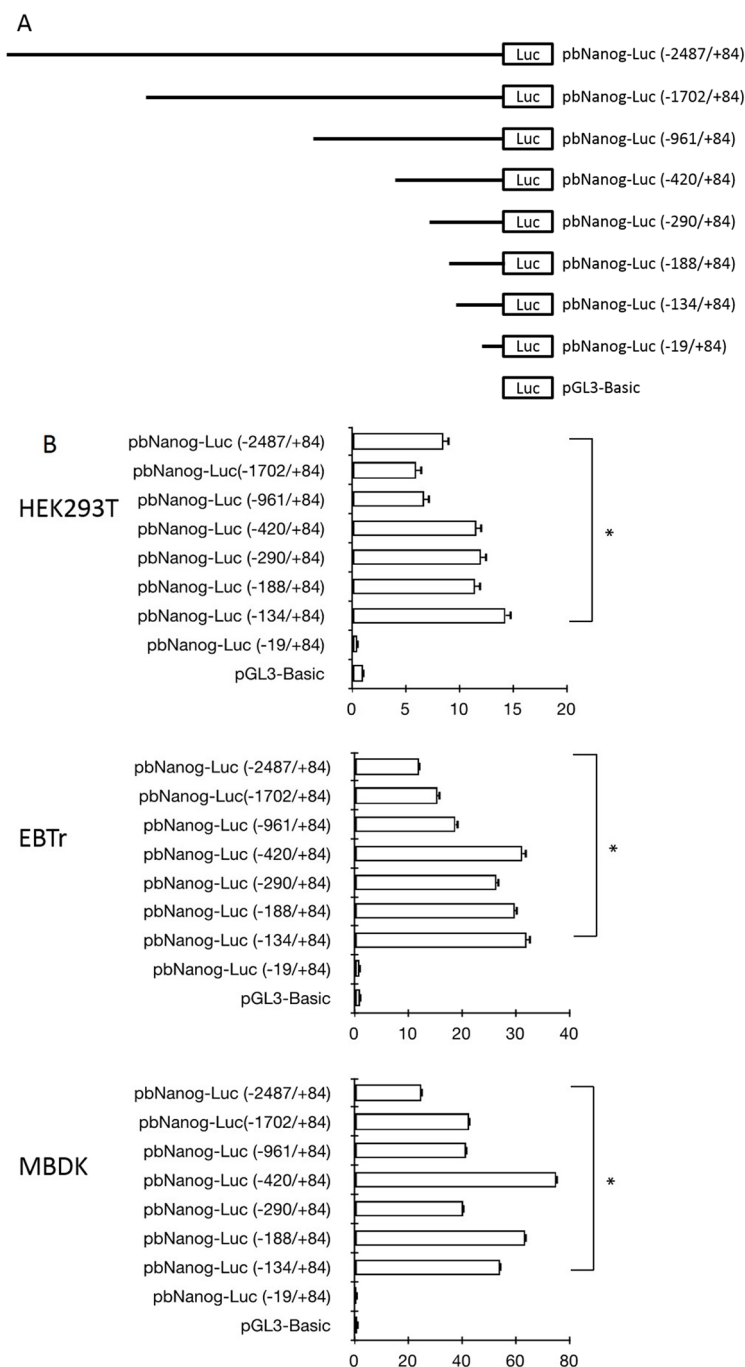 A
Luc pbNanog-Luc (-2487/+84)
Luc pbNanog-Luc (-1702/+84)
Luc pbNanog-Luc (-961/+84)
Luc pbNanog-Luc (-420/+84)
Luc pbNanog-Luc (-290/+84)
Luc pbNanog-Luc (-188/+84)
Luc pbNanog-Luc (-134/+84)
Luc pbNanog-Luc (-19/+84)
Luc pGL3-Basic
B
HEK293T
pbNanog-Luc (-2487/+84)
pbNanog-Luc(-1702/+84)
pbNanog-Luc (-961/+84)
pbNanog-Luc (-420/+84)
pbNanog-Luc (-290/+84)
pbNanog-Luc (-188/+84)
pbNanog-Luc (-134/+84)
pbNanog-Luc (-19/+84)
pGL3-Basic
*
0 5 10 15 20
EBTr
pbNanog-Luc (-2487/+84)
pbNanog-Luc(-1702/+84)
pbNanog-Luc (-961/+84)
pbNanog-Luc (-420/+84)
pbNanog-Luc (-290/+84)
pbNanog-Luc (-188/+84)
pbNanog-Luc (-134/+84)
pbNanog-Luc (-19/+84)
pGL3-Basic
*
0 10 20 30 40
MBDK
pbNanog-Luc (-2487/+84)
pbNanog-Luc(-1702/+84)
pbNanog-Luc (-961/+84)
pbNanog-Luc (-420/+84)
pbNanog-Luc (-290/+84)
pbNanog-Luc (-188/+84)
pbNanog-Luc (-134/+84)
pbNanog-Luc (-19/+84)
pGL3-Basic
*
0 20 40 60 80